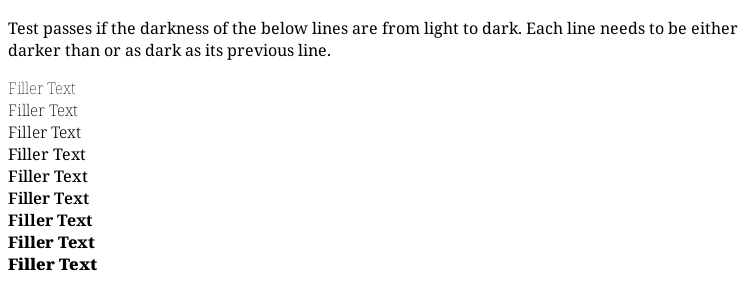 Test passes if the darkness of the below lines are from light to dark. Each line needs to be either
darker than or as dark as its previous line.
Filler Text
Filler Text
Filler Text
Filler Text
Filler Text
Filler Text
Filler Text
Filler Text
Filler Text